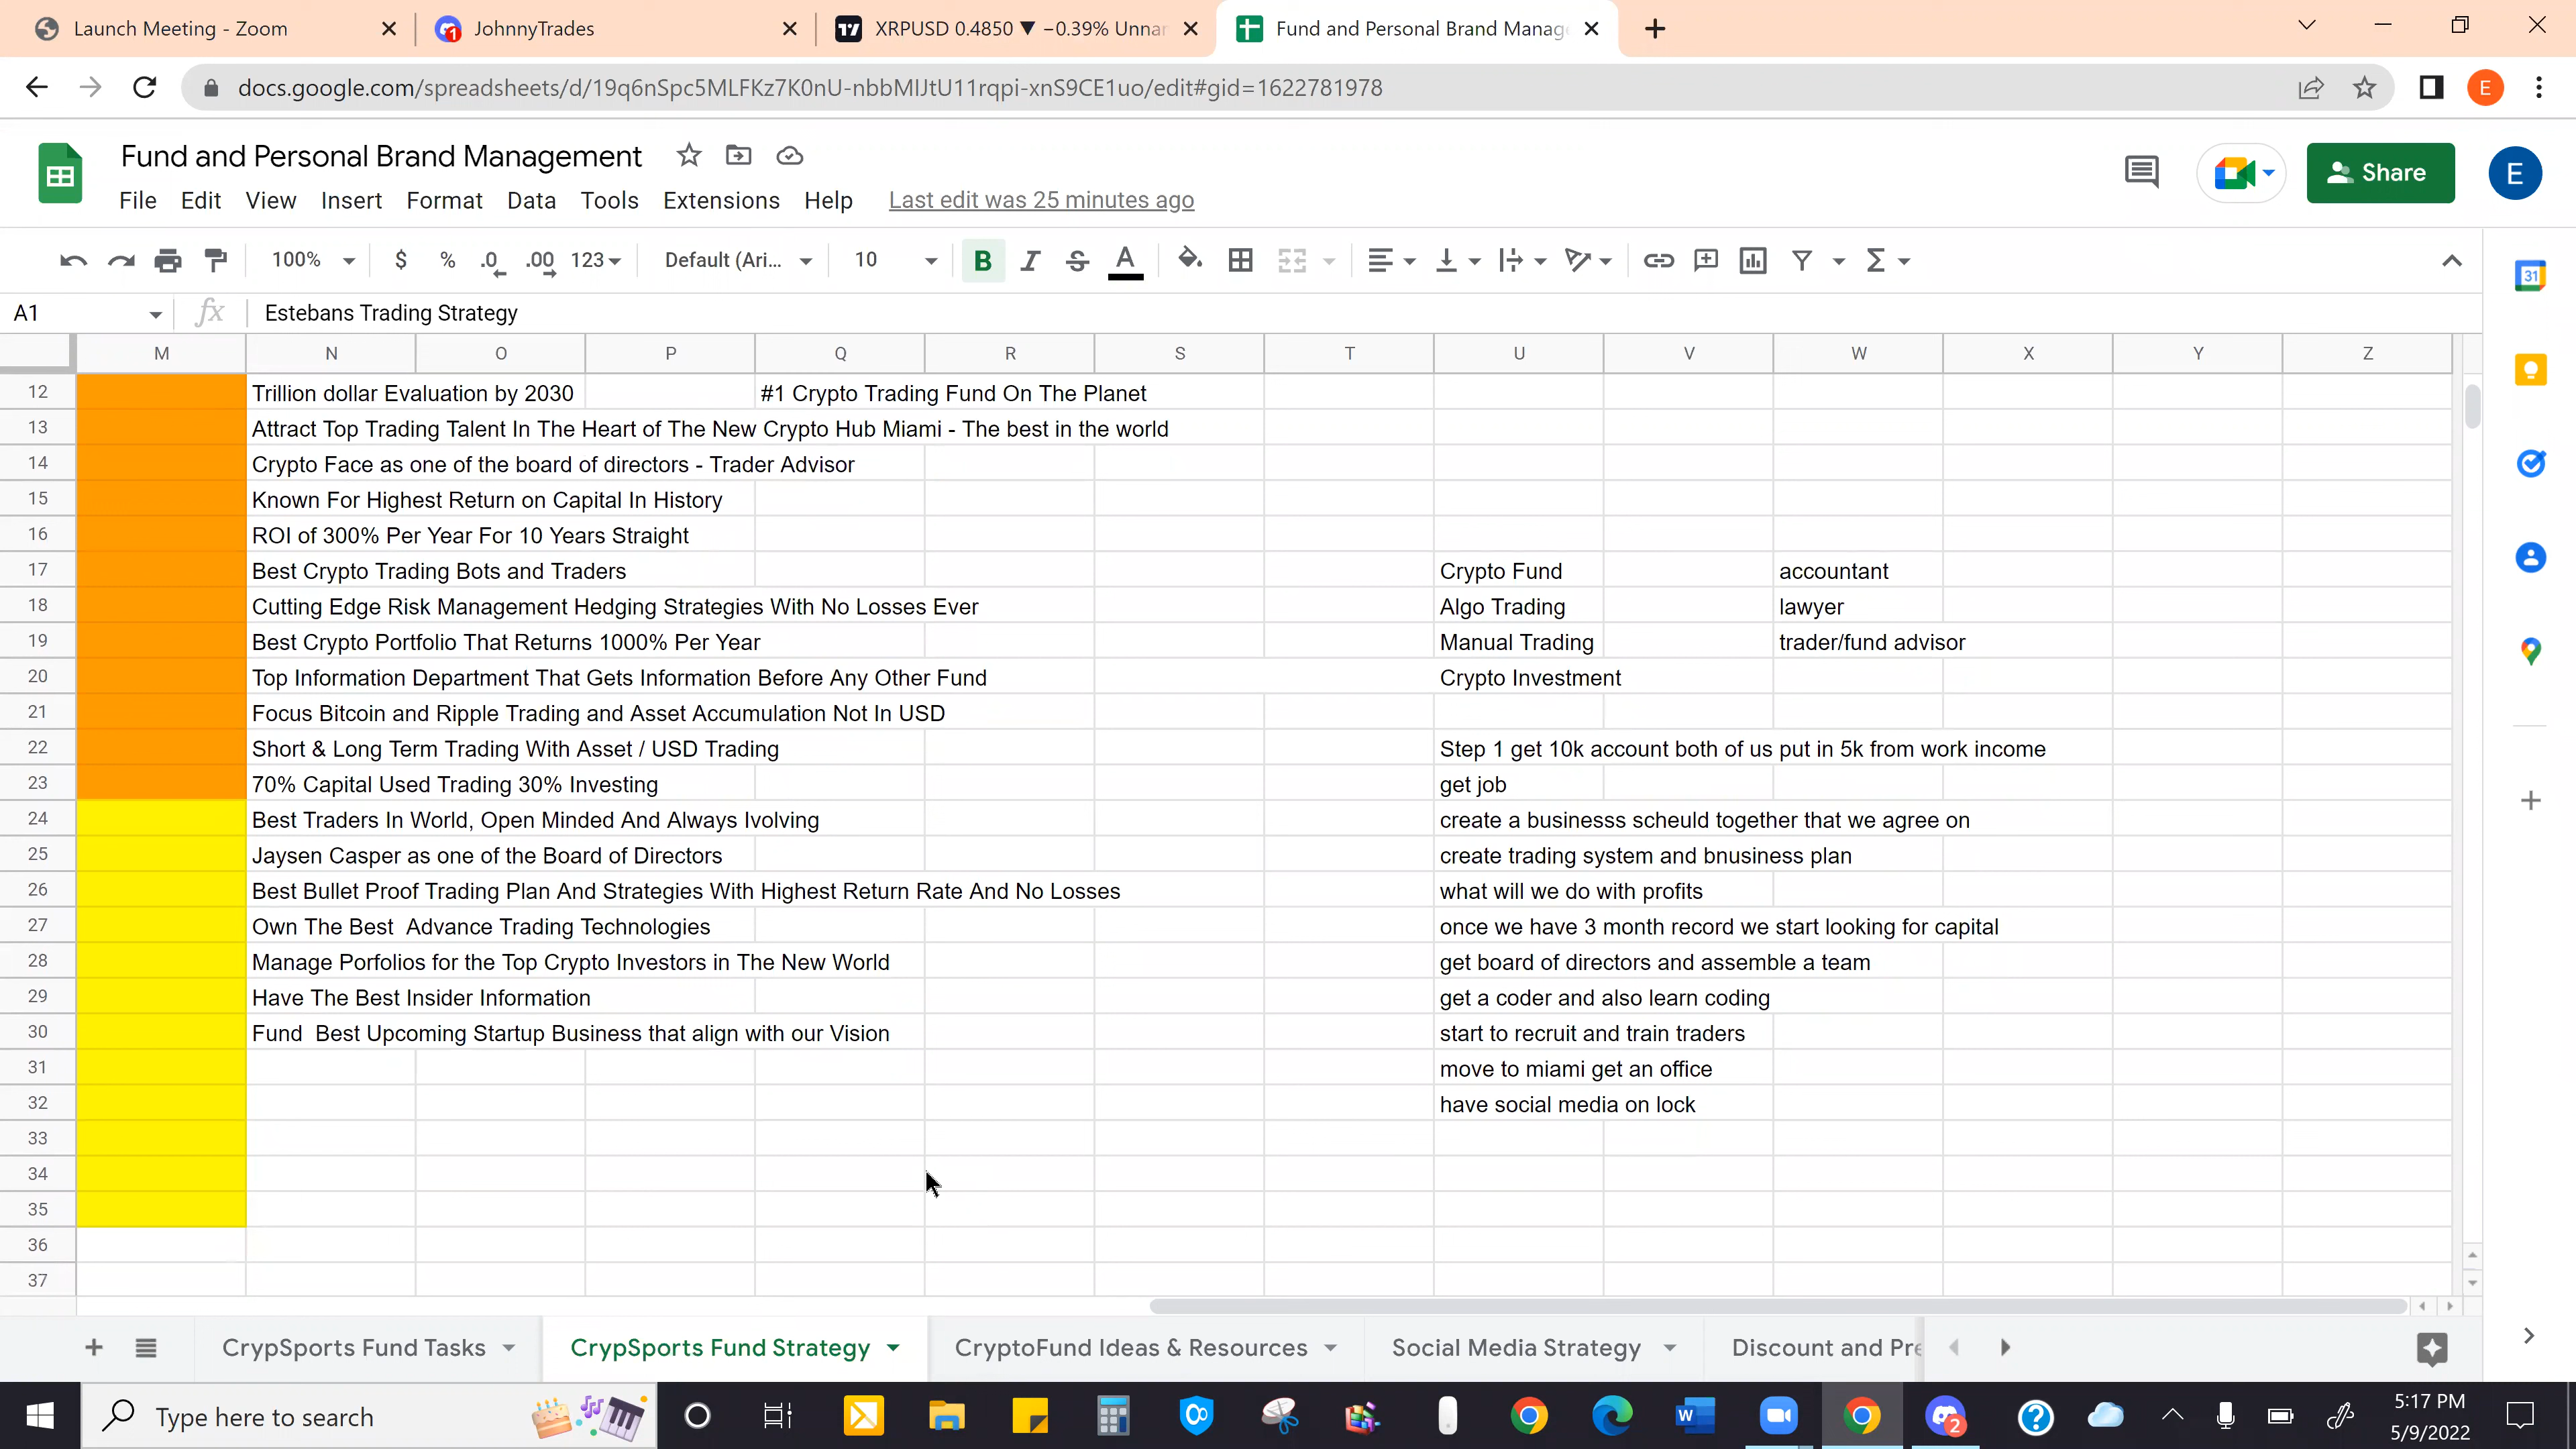 Launch Meeting - Zoom
JohnnyTrades
XRPUSD 0.4850 ▼ −0.39% Unnar
Fund and Personal Brand Manage
docs.google.com/spreadsheets/d/19q6nSpc5MLFKz7K0nU-nbbMIJtU11rqpi-xnS9CE1uo/edit#gid=1622781978
E
Fund and Personal Brand Management
File Edit View Insert Format Data Tools Extensions Help Last edit was 25 minutes ago
Share
E
100% $ % .0 .00 123 Default (Ari... 10 B I S A
31
A1 fx Estebans Trading Strategy
M N O P Q R S T U V W X Y Z
12 Trillion dollar Evaluation by 2030 #1 Crypto Trading Fund On The Planet
13 Attract Top Trading Talent In The Heart of The New Crypto Hub Miami - The best in the world
14 Crypto Face as one of the board of directors - Trader Advisor
15 Known For Highest Return on Capital In History
16 ROI of 300% Per Year For 10 Years Straight
17 Best Crypto Trading Bots and Traders Crypto Fund accountant
18 Cutting Edge Risk Management Hedging Strategies With No Losses Ever Algo Trading lawyer
19 Best Crypto Portfolio That Returns 1000% Per Year Manual Trading trader/fund advisor
20 Top Information Department That Gets Information Before Any Other Fund Crypto Investment
21 Focus Bitcoin and Ripple Trading and Asset Accumulation Not In USD
22 Short & Long Term Trading With Asset / USD Trading Step 1 get 10k account both of us put in 5k from work income
23 70% Capital Used Trading 30% Investing get job
24 Best Traders In World, Open Minded And Always Ivolving create a businesss scheuld together that we agree on
25 Jaysen Casper as one of the Board of Directors create trading system and bnusiness plan
26 Best Bullet Proof Trading Plan And Strategies With Highest Return Rate And No Losses what will we do with profits
27 Own The Best  Advance Trading Technologies once we have 3 month record we start looking for capital
28 Manage Porfolios for the Top Crypto Investors in The New World get board of directors and assemble a team
29 Have The Best Insider Information get a coder and also learn coding
30 Fund  Best Upcoming Startup Business that align with our Vision start to recruit and train traders
31 move to miami get an office
32 have social media on lock
33
34
35
36
37
CrypSports Fund Tasks CrypSports Fund Strategy CryptoFund Ideas & Resources Social Media Strategy Discount and Pre
Type here to search
2
5:17 PM
5/9/2022